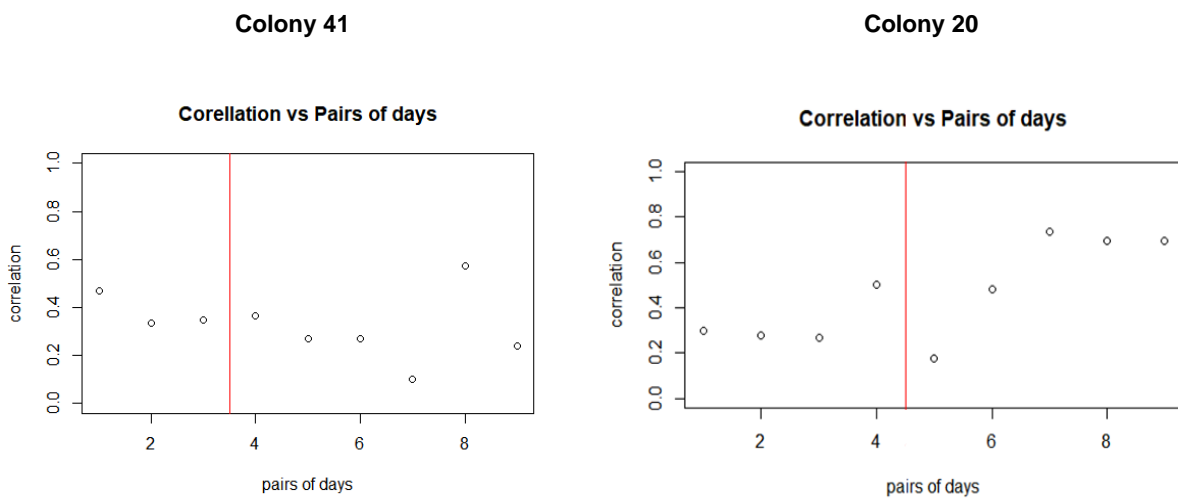 Colony 41
Colony 20
Corellation vs Pairs of days
1.0
0.8
0.6
0.4
0.2
0.0
correlation
2 4 6 8
pairs of days
Correlation vs Pairs of days
1.0
0.8
0.6
0.4
0.2
0.0
correlation
2 4 6 8
pairs of days